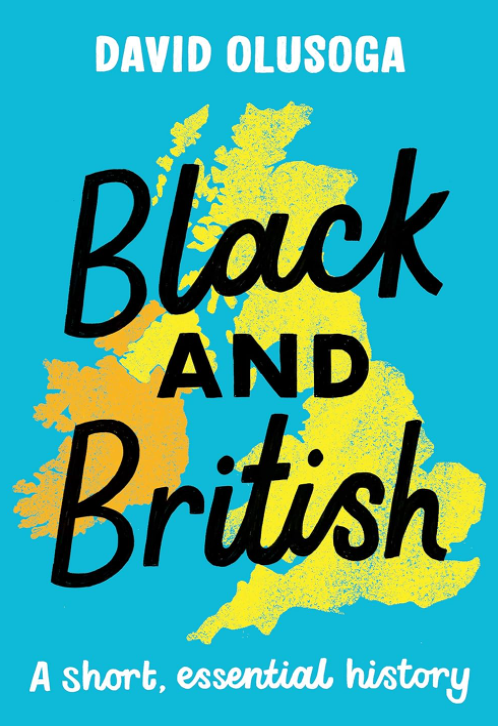 DAVID OLUSOGA
Black
AND
British
A short, essential history